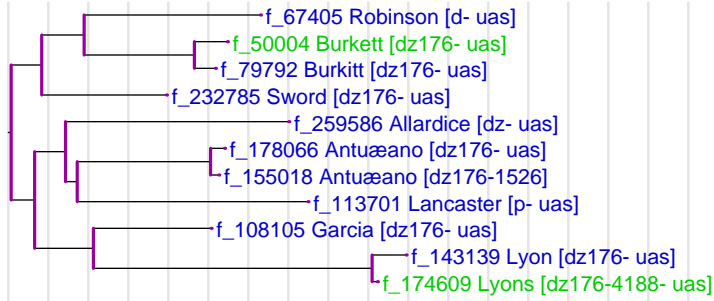 f_67405 Robinson [d- uas]
f_50004 Burkett [dz176- uas]
f_79792 Burkitt [dz176- uas]
f_232785 Sword [dz176- uas]
f_259586 Allardice [dz- uas]
f_178066 Antuæano [dz176- uas]
f_155018 Antuæano [dz176-1526]
f_113701 Lancaster [p- uas]
f_108105 Garcia [dz176- uas]
f_143139 Lyon [dz176- uas]
f_174609 Lyons [dz176-4188- uas]